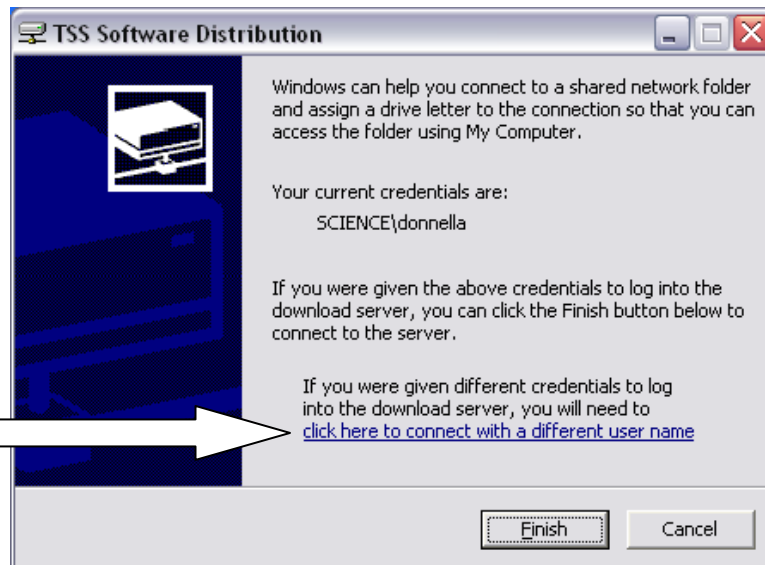 TSS Software Distribution
Windows can help you connect to a shared network folder
and assign a drive letter to the connection so that you can
access the folder using My Computer.
Your current credentials are:
SCIENCE\donnella
If you were given the above credentials to log into the
download server, you can click the Finish button below to
connect to the server.
If you were given different credentials to log
into the download server, you will need to
click here to connect with a different user name
Finish
Cancel